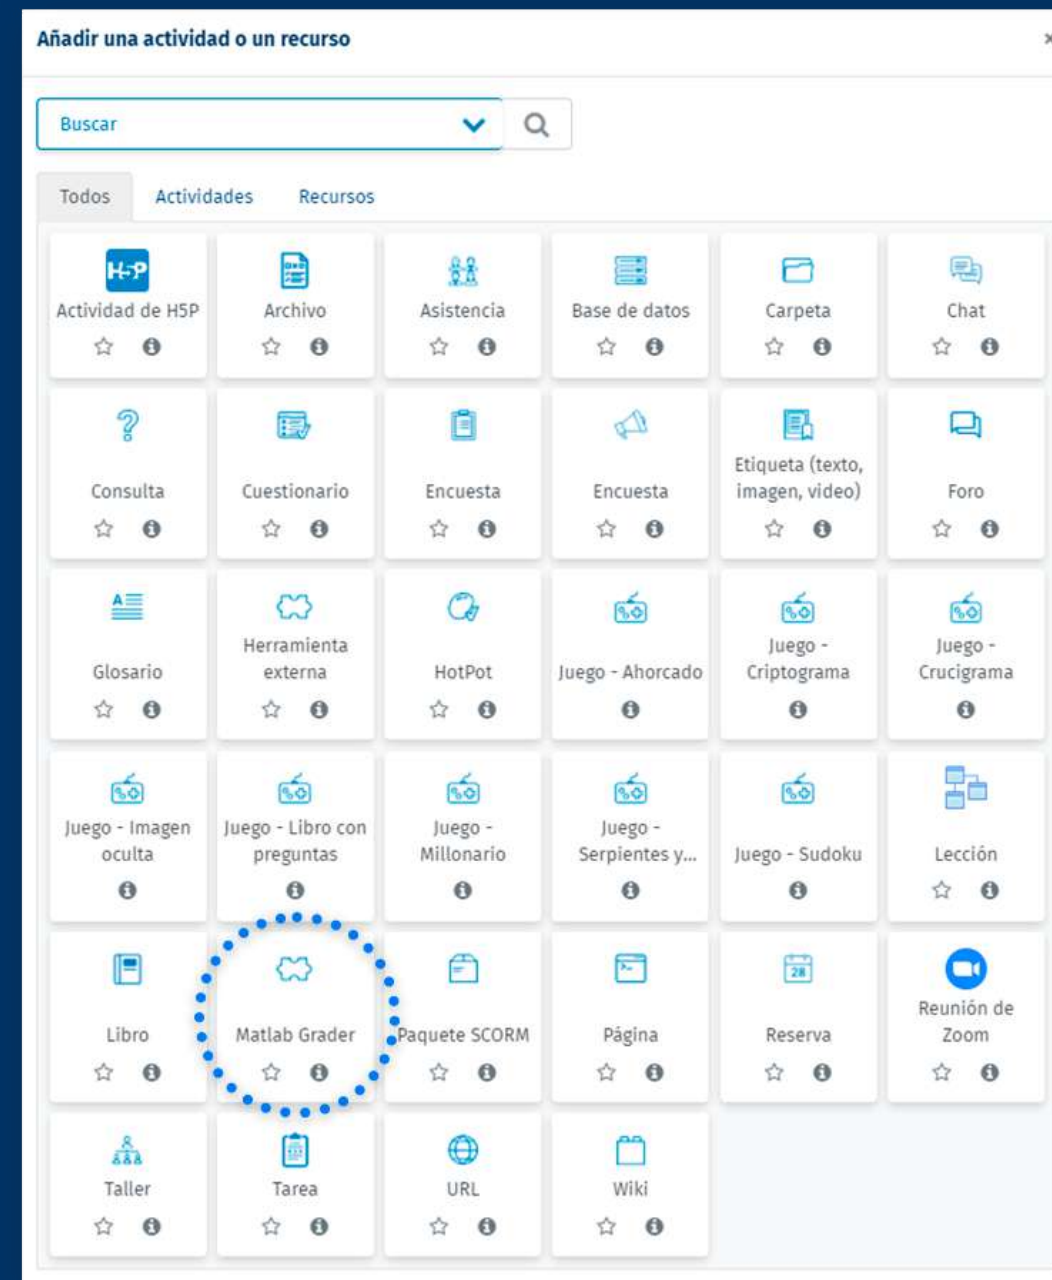 Añadir una actividad o un recurso
×
Buscar
Todos Actividades Recursos
H5P
Actividad de H5P
Archivo
Asistencia
Base de datos
Carpeta
Chat
Consulta
Cuestionario
Encuesta
Encuesta
Etiqueta (texto,
imagen, video)
Foro
A
Glosario
Herramienta
externa
HotPot
Juego - Ahorcado
Juego -
Criptograma
Juego -
Crucigrama
Juego - Imagen
oculta
Juego - Libro con
preguntas
Juego -
Millonario
Juego -
Serpientes y...
Juego - Sudoku
Lección
Libro
Matlab Grader
Paquete SCORM
Página
28
Reserva
Reunión de
Zoom
Taller
Tarea
URL
Wiki